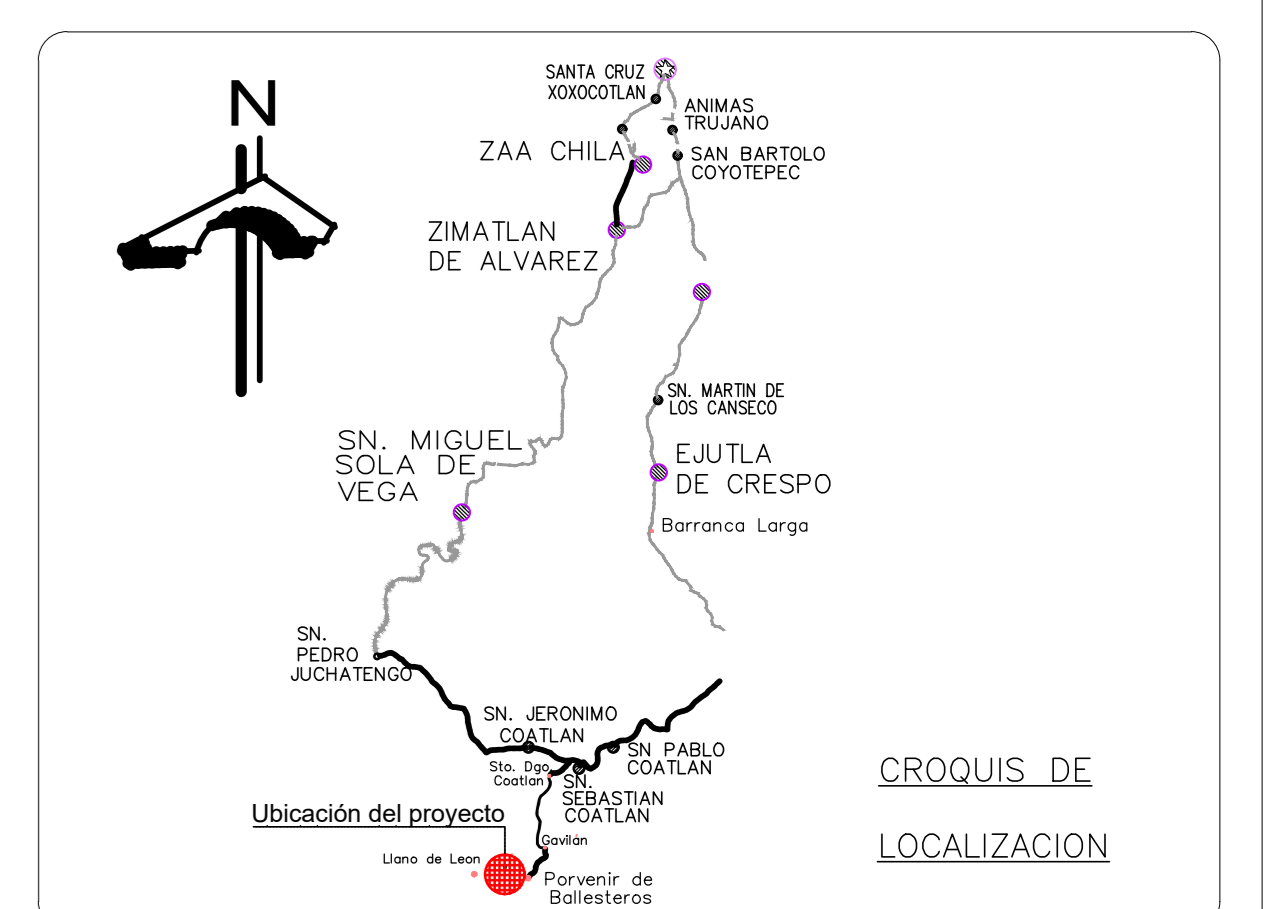 N
SANTA CRUZ
XOXOCOTLAN
ANIMAS
TRUJANO
ZAA CHILA
SAN BARTOLO
COYOTEPEC
ZIMATLAN
DE ALVAREZ
SN. MARTIN DE
LOS CANSECO
SN. MIGUEL
SOLA DE
VEGA
EJUTLA
DE CRESPO
Barranca Larga
SN.
PEDRO
JUCHATENGO
SN. JERONIMO
COATLAN
SN PABLO
COATLAN
Sto. Dgo
Coatlan
SN.
SEBASTIAN
COATLAN
CROQUIS DE
LOCALIZACION
Ubicación del proyecto
Gavilán
Llano de Leon
Porvenir de
Ballesteros